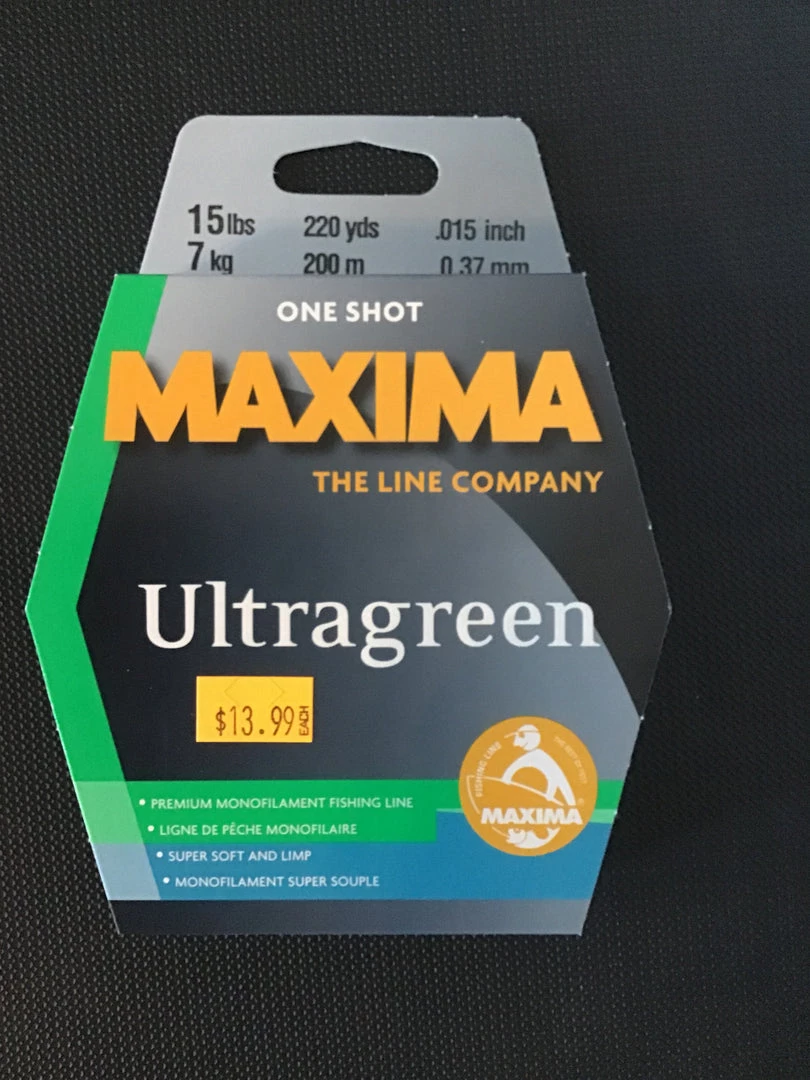 15 lbs 220 yds .015 inch
7 kg 200 m 0.37 mm
ONE SHOT
MAXIMA
THE LINE COMPANY
Ultragreen
$13.99 EACH
FISHING LINE
MAXIMA
• PREMIUM MONOFILAMENT FISHING LINE
• LIGNE DE PÊCHE MONOFILAIRE
• SUPER SOFT AND LIMP
• MONOFILAMENT SUPER SOUPLE